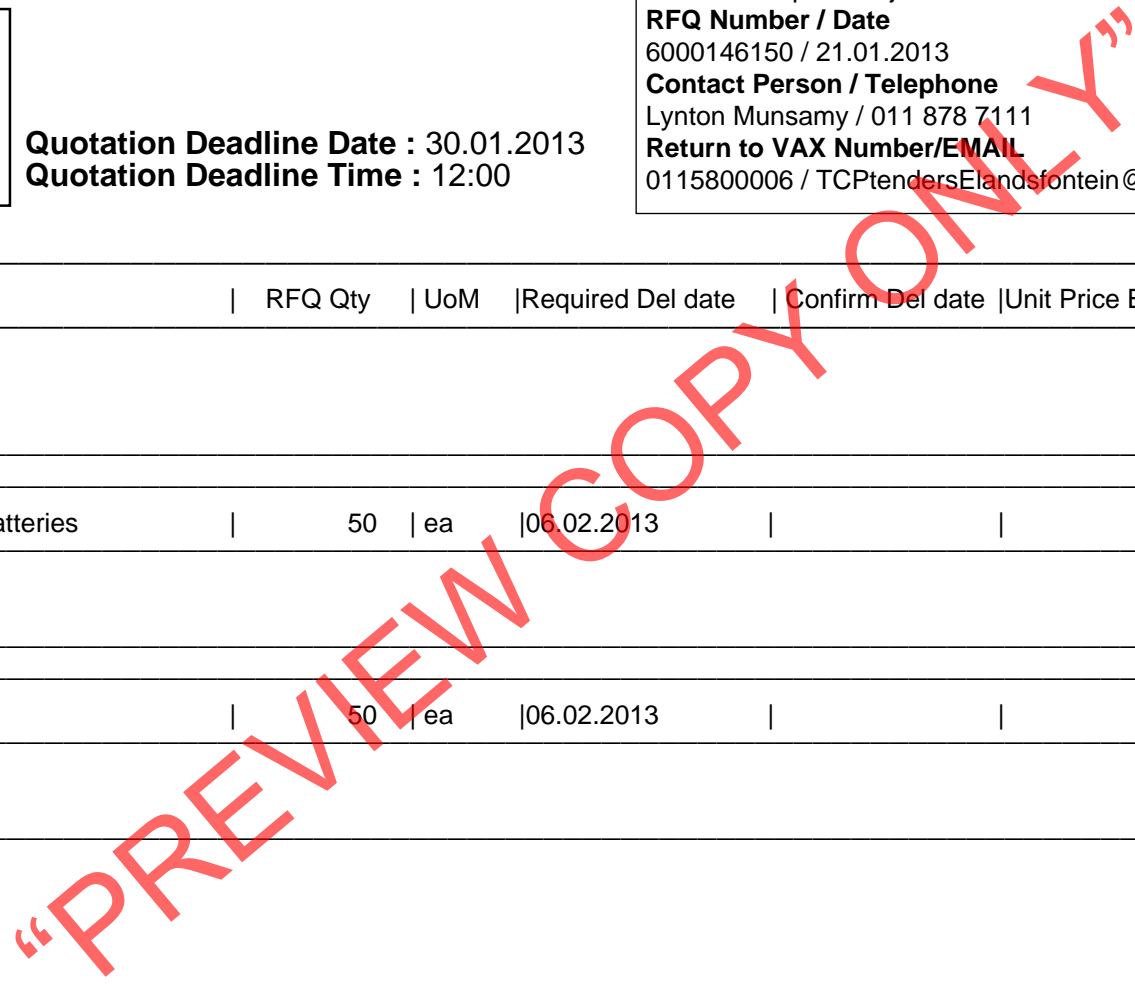 RFQ Number / Date
6000146150 / 21.01.2013
Contact Person / Telephone
Lynton Munsamy / 011 878 7111
Quotation Deadline Date : 30.01.2013
Return to VAX Number/EMAIL
Quotation Deadline Time : 12:00
0115800006 / TCPtendersElandsfontein@
| RFQ Qty | UoM |Required Del date | Confirm Del date |Unit Price
atteries | 50 | ea |06.02.2013 | |
| 50 | ea |06.02.2013 | |
“PREVIEW COPY ONLY”